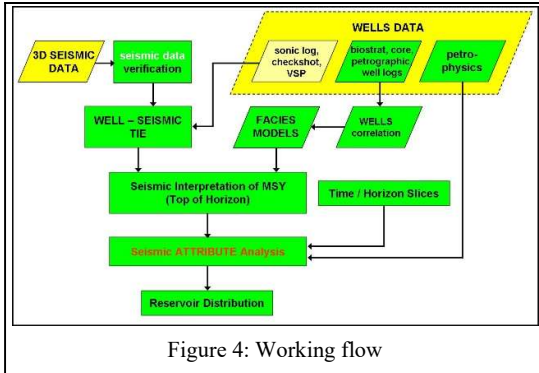 WELLS DATA
3D SEISMIC
DATA
seismic data
verification
sonic log,
checkshot,
VSP
biostrat, core,
petrographic,
well logs
petro-
physics
WELL – SEISMIC
TIE
FACIES
MODELS
WELLS
correlation
Seismic Interpretation of MSY
(Top of Horizon)
Time / Horizon Slices
Seismic ATTRIBUTE Analysis
Reservoir Distribution
Figure 4: Working flow